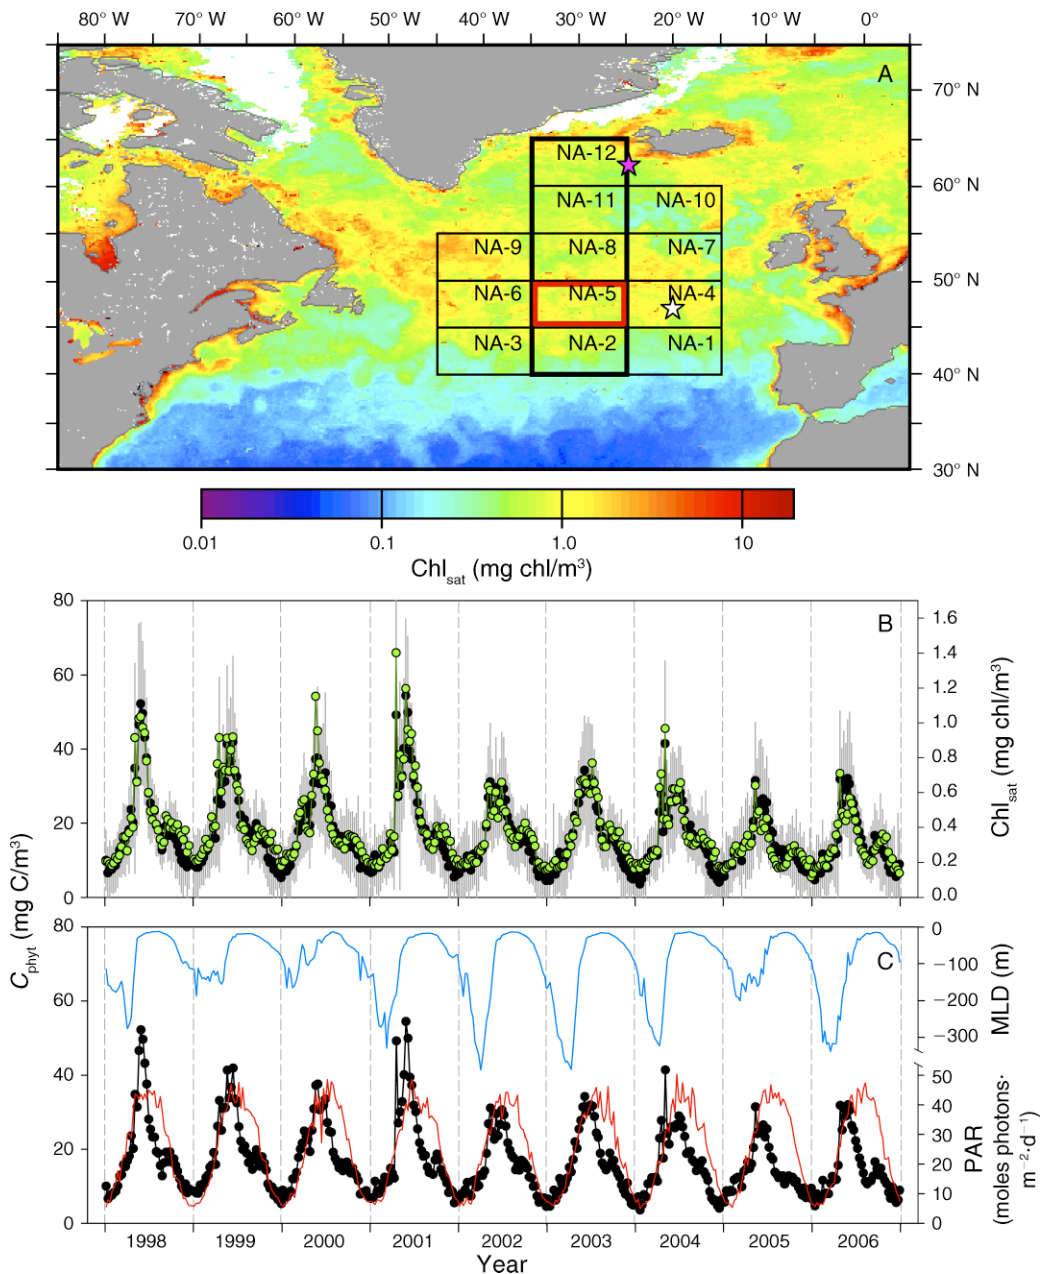 80° W 70° W 60° W 50° W 40° W 30° W 20° W 10° W 0°
A
70° N
NA-12
60° N
NA-11 NA-10
NA-9 NA-8 NA-7
50° N
NA-6 NA-5 NA-4
NA-3 NA-2 NA-1
40° N
30° N
0.01 0.1 1.0 10
Chlsat (mg chl/m³)
80
60
40
20
0
B
1.6
1.4
1.2
1.0
0.8
0.6
0.4
0.2
0.0
Chlsat (mg chl/m³)
Cphyt (mg C/m³)
80
60
40
20
0
C
0
−100
−200
−300
MLD (m)
50
40
30
20
10
0
PAR
(moles photons·
m⁻²·d⁻¹)
1998 1999 2000 2001 2002 2003 2004 2005 2006
Year